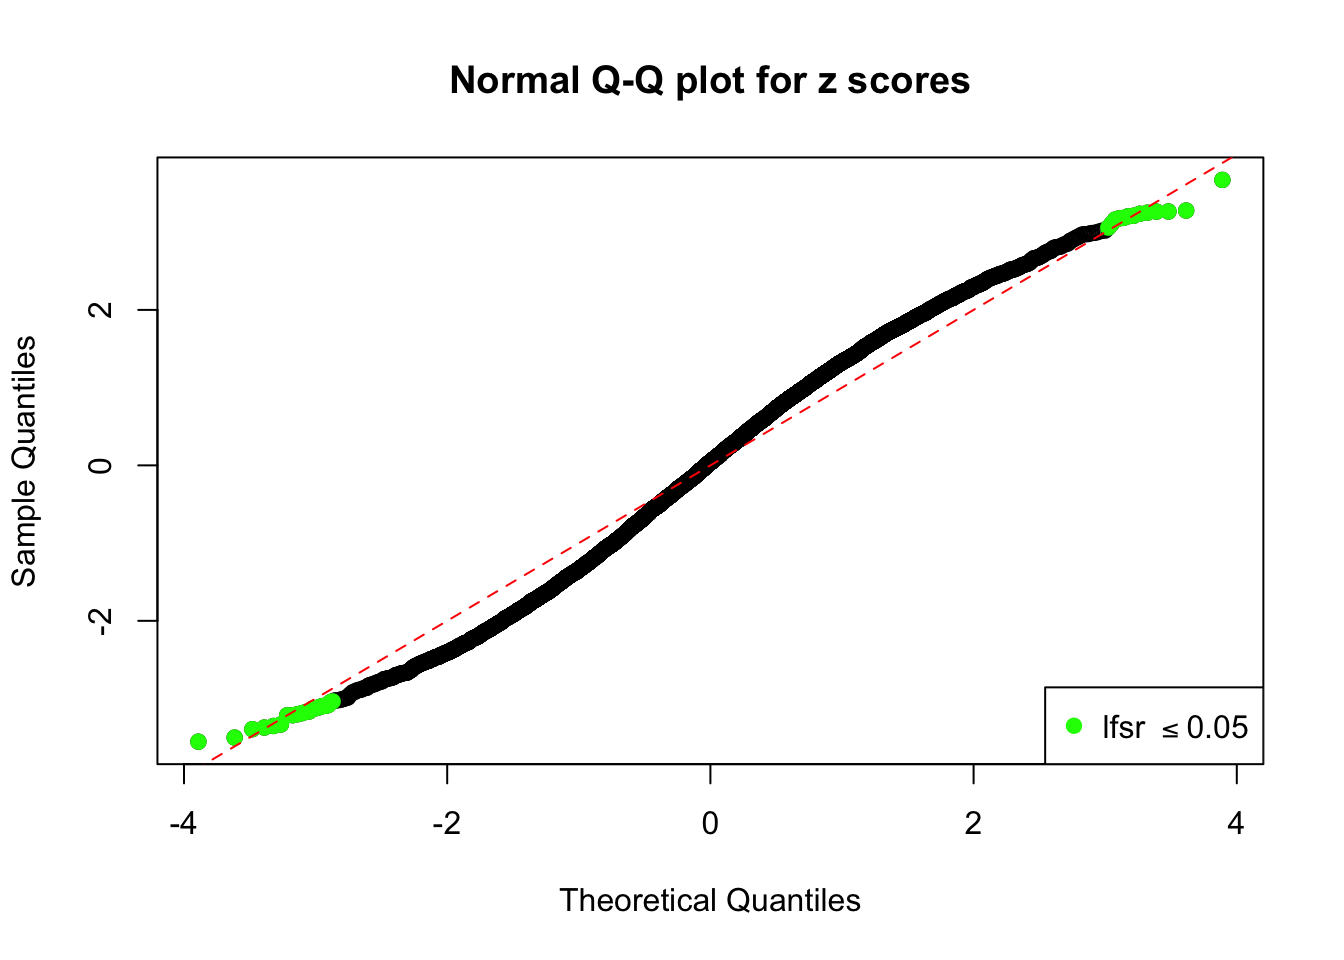 Normal Q-Q plot for z scores
Sample Quantiles
2
0
-2
-4
-2
0
2
4
Theoretical Quantiles
lfsr ≤ 0.05